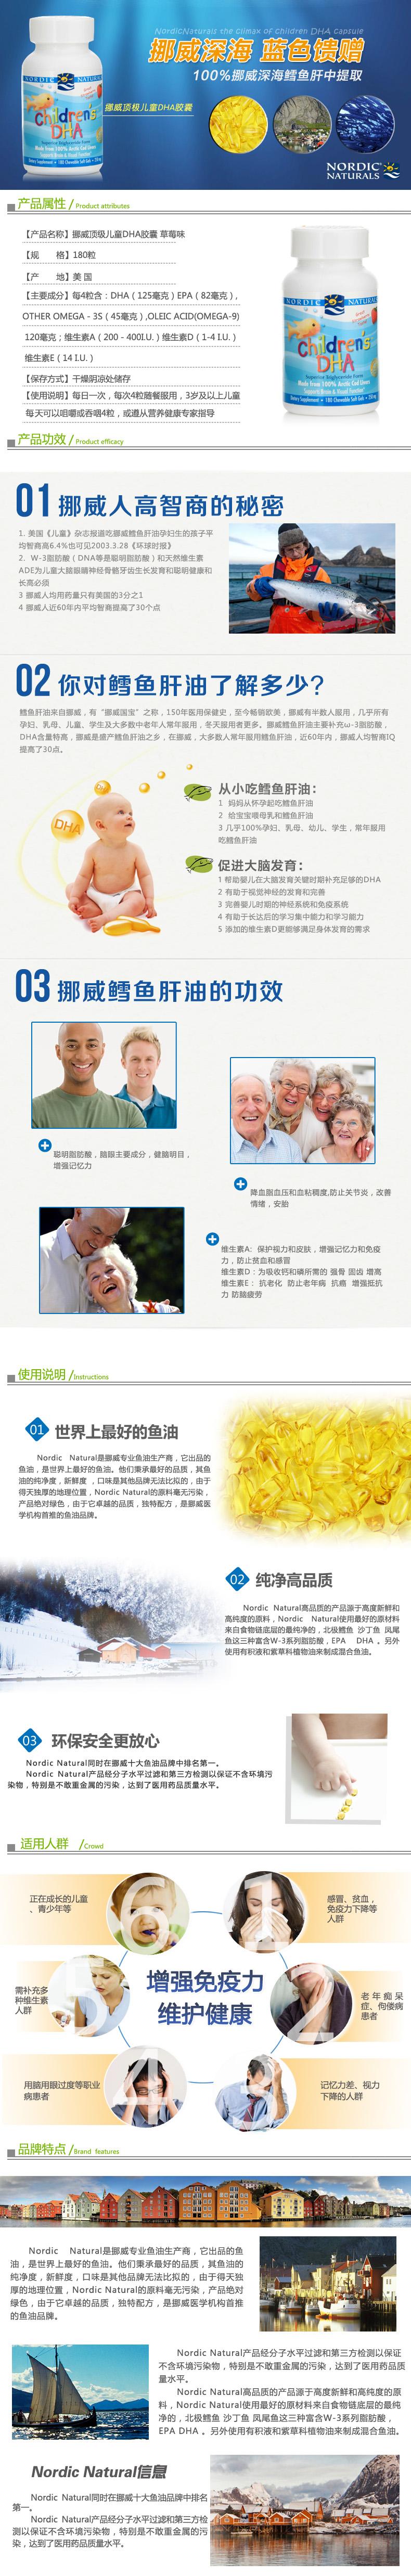 NordicNaturals the Climax of Children DHA capsule
挪威深海 蓝色馈赠
100%挪威深海鳕鱼肝中提取
挪威顶极儿童DHA胶囊
NORDIC NATURALS
Children's
DHA
NORDIC
NATURALS
产品属性 / Product attributes
【产品名称】挪威顶极儿童DHA胶囊 草莓味
【规 格】180粒
【产 地】美 国
【主要成分】每4粒含：DHA（125毫克）EPA（82毫克）,
OTHER OMEGA - 3S（45毫克）,OLEIC ACID(OMEGA-9)
120毫克；维生素A（200 - 400I.U.）维生素D（1-4 I.U.）
维生素E（14 I.U.）
【保存方式】干燥阴凉处储存
【使用说明】每日一次，每次4粒随餐服用，3岁及以上儿童
每天可以咀嚼或吞咽4粒，或遵从营养健康专家指导
NORDIC NATURALS
Children's
DHA
产品功效 / Product efficacy
01 挪威人高智商的秘密
1. 美国《儿童》杂志报道吃挪威鳕鱼肝油孕妇生的孩子平
均智商高6.4%也可见2003.3.28《环球时报》
2．W-3脂肪酸（DNA等是聪明脂肪酸）和天然维生素
ADE为儿童大脑眼睛神经骨骼牙齿生长发育和聪明健康和
长高必须
3 挪威人均用药量只有美国的3分之1
4 挪威人近60年内平均智商提高了30个点
02 你对鳕鱼肝油了解多少?
鳕鱼肝油来自挪威，有“挪威国宝”之称，150年医用保健史，至今畅销欧美，挪威有半数人服用，几乎所有
孕妇、乳母、儿童、学生及大多数中老年人常年服用，冬天服用者更多。挪威鳕鱼肝油主要补充ω-3脂肪酸，
DHA含量特高，挪威是盛产鳕鱼肝油之乡，在挪威，大多数人常年服用鳕鱼肝油，近60年内，挪威人均智商IQ
提高了30点。
DHA
从小吃鳕鱼肝油：
1 妈妈从怀孕起吃鳕鱼肝油
2 给宝宝喂母乳和鳕鱼肝油
3 几乎100%孕妇、乳母、幼儿、学生，常年服用
吃鳕鱼肝油
促进大脑发育：
1 帮助婴儿在大脑发育关键时期补充足够的DHA
2 有助于视觉神经的发育和完善
3 完善婴儿时期的神经系统和免疫系统
4 有助于长达后的学习集中能力和学习能力
5 添加的维生素D更能够满足身体发育的需求
03 挪威鳕鱼肝油的功效
聪明脂肪酸，脑眼主要成分，健脑明目，
增强记忆力
降血脂血压和血粘稠度,防止关节炎，改善
情绪，安胎
维生素A：保护视力和皮肤，增强记忆力和免疫
力，防止贫血和感冒
维生素D：为吸收钙和磷所需的 强骨 固齿 增高
维生素E： 抗老化 防止老年病 抗癌 增强抵抗
力 防脑疲劳
使用说明 / Instructions
01 世界上最好的鱼油
Nordic Natural是挪威专业鱼油生产商，它出品的
鱼油，是世界上最好的鱼油。他们秉承最好的品质，其鱼
油的纯净度，新鲜度 ，口味是其他品牌无法比拟的，由于
得天独厚的地理位置，Nordic Natural的原料毫无污染，
产品绝对绿色，由于它卓越的品质，独特配方，是挪威医
学机构首推的鱼油品牌。
02 纯净高品质
Nordic Natural高品质的产品源于高度新鲜和
高纯度的原料，Nordic Natural使用最好的原材料
来自食物链底层的最纯净的，北极鳕鱼 沙丁鱼 凤尾
鱼这三种富含W-3系列脂肪酸，EPA DHA 。另外
使用有积液和紫草科植物油来制成混合鱼油。
03 环保安全更放心
Nordic Natural同时在挪威十大鱼油品牌中排名第一。
Nordic Natural产品经分子水平过滤和第三方检测以保证不含环境污
染物，特别是不敢重金属的污染，达到了医用药品质量水平。
适用人群 / Crowd
正在成长的儿童
、青少年等
6
1
感冒、贫血，
免疫力下降等
人群
需补充多
种维生素
人群
5
增强免疫力
维护健康
2
老年痴呆
症、佝偻病
患者
用脑用眼过度等职业
病患者
4
3
记忆力差、视力
下降的人群
品牌特点 / Brand features
Nordic Natural是挪威专业鱼油生产商，它出品的鱼
油，是世界上最好的鱼油。他们秉承最好的品质，其鱼油的
纯净度，新鲜度，口味是其他品牌无法比拟的，由于得天独
厚的地理位置，Nordic Natural的原料毫无污染，产品绝对
绿色，由于它卓越的品质，独特配方，是挪威医学机构首推
的鱼油品牌。
Nordic Natural产品经分子水平过滤和第三方检测以保证
不含环境污染物，特别是不敢重金属的污染，达到了医用药品质
量水平。
Nordic Natural高品质的产品源于高度新鲜和高纯度的原
料，Nordic Natural使用最好的原材料来自食物链底层的最纯
净的，北极鳕鱼 沙丁鱼 凤尾鱼这三种富含W-3系列脂肪酸，
EPA DHA 。另外使用有积液和紫草科植物油来制成混合鱼油。
Nordic Natural信息
Nordic Natural同时在挪威十大鱼油品牌中排名
第一。
Nordic Natural产品经分子水平过滤和第三方检
测以保证不含环境污染物，特别是不敢重金属的污
染，达到了医用药品质量水平。